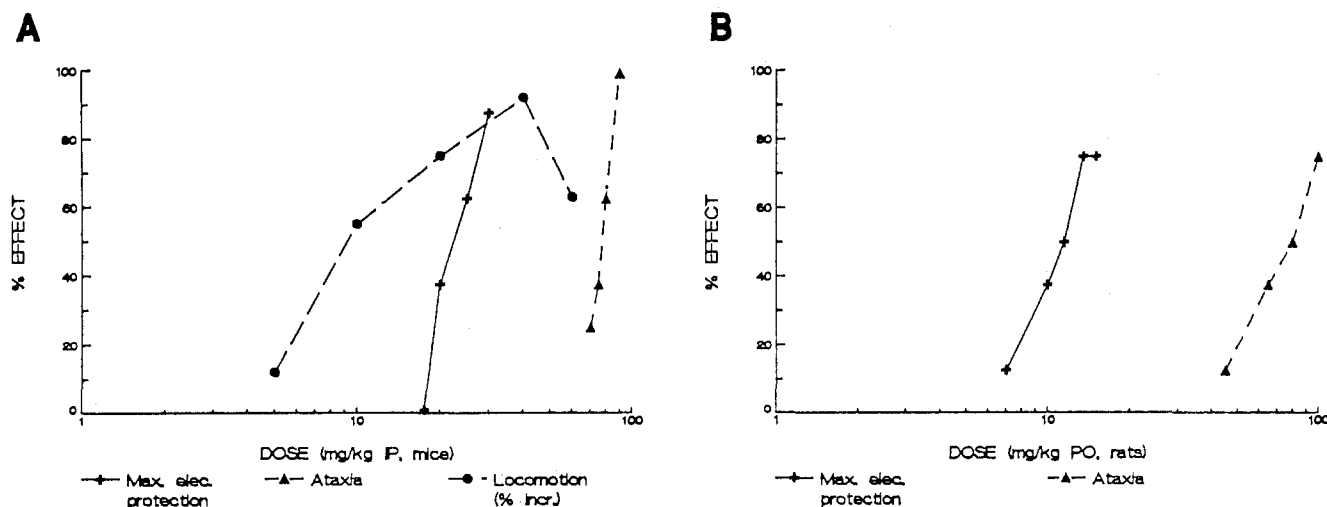 A
% EFFECT
100
80
60
40
20
0
1
10
100
DOSE (mg/kg IP, mice)
Max. elec.
protection
Ataxia
Locomotion
(% incr.)
B
% EFFECT
100
80
60
40
20
0
1
10
100
DOSE (mg/kg PO, rats)
Max. elec.
protection
Ataxia